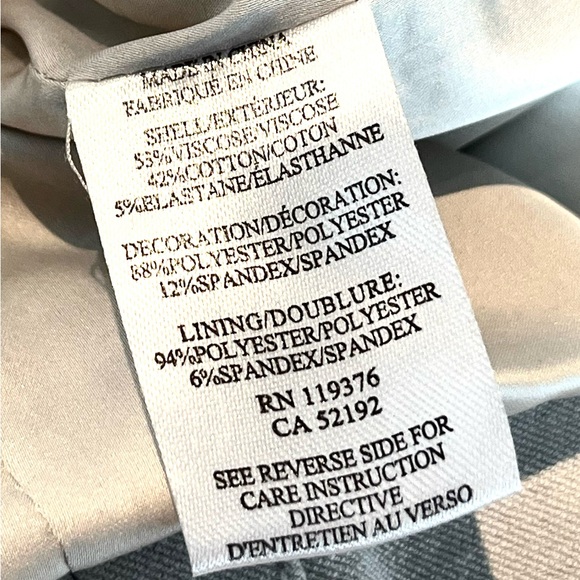 MADE IN CHINA
FABRIQUÉ EN CHINE
SHELL/EXTÉRIEUR:
53%VISCOSE/VISCOSE
42%COTTON/COTON
5%ELASTANE/ÉLASTHANNE
DECORATION/DÉCORATION:
88%POLYESTER/POLYESTER
12%SPANDEX/SPANDEX
LINING/DOUBLURE:
94%POLYESTER/POLYESTER
6%SPANDEX/SPANDEX
RN 119376
CA 52192
SEE REVERSE SIDE FOR
CARE INSTRUCTION
DIRECTIVE
D'ENTRETIEN AU VERSO